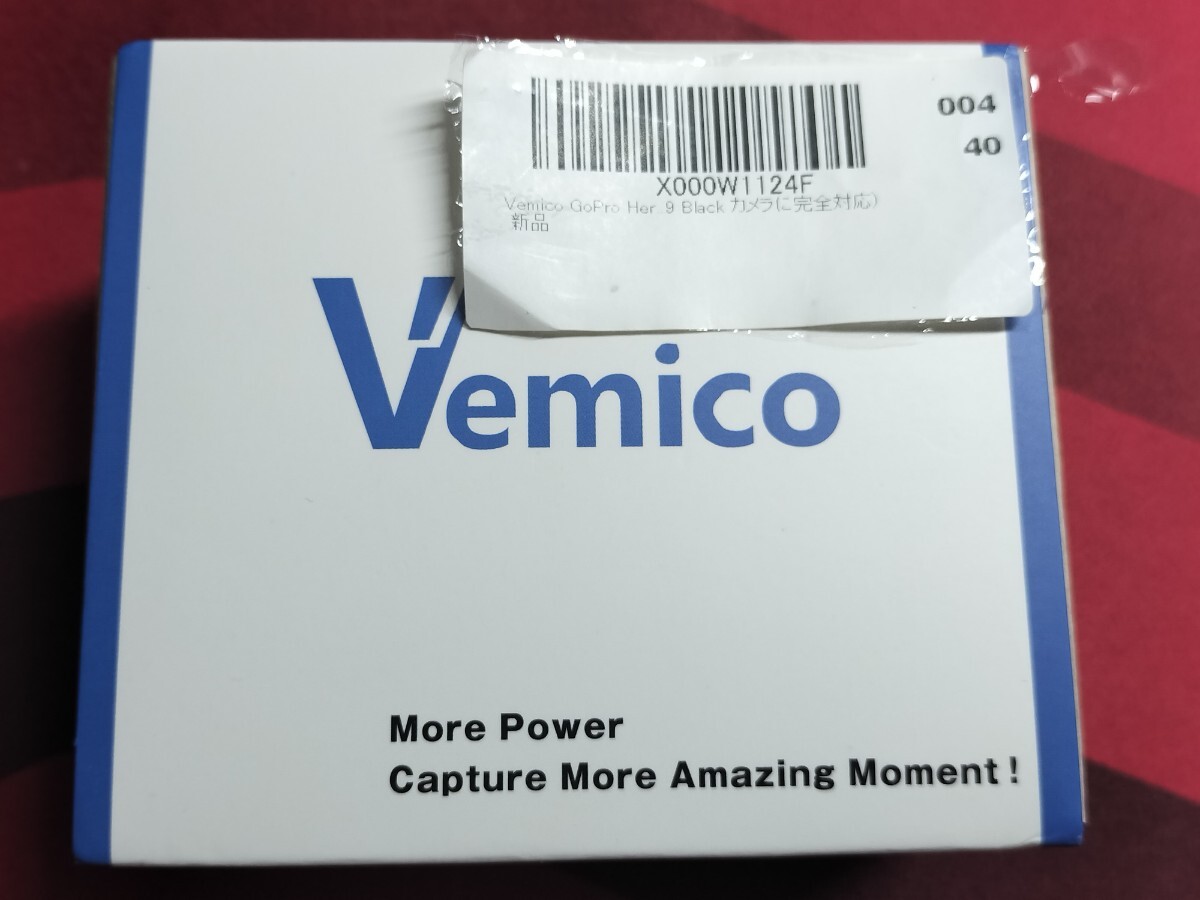 004
40
X000W1124F
Vemico GoPro Her 9 Black カメラに完全対応)
新品
Vemico
More Power
Capture More Amazing Moment!